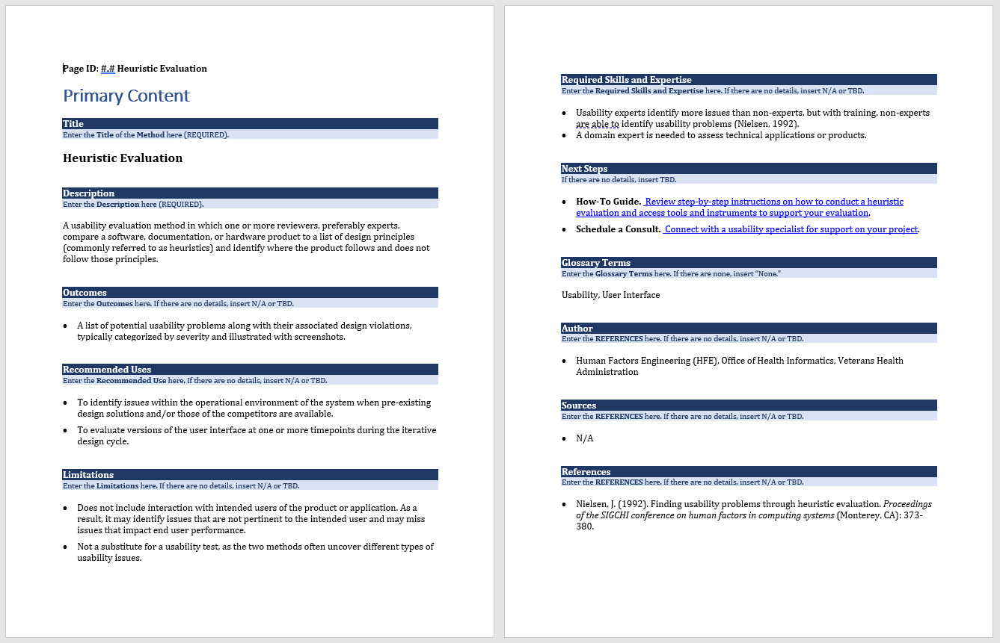 Page ID: #.# Heuristic Evaluation
Primary Content
Title
Enter the Title of the Method here (REQUIRED).
Heuristic Evaluation
Description
Enter the Description here (REQUIRED).
A usability evaluation method in which one or more reviewers, preferably experts,
compare a software, documentation, or hardware product to a list of design principles
(commonly referred to as heuristics) and identify where the product follows and does not
follow those principles.
Outcomes
Enter the Outcomes here. If there are no details, insert N/A or TBD.
• A list of potential usability problems along with their associated design violations,
typically categorized by severity and illustrated with screenshots.
Recommended Uses
Enter the Recommended Use here. If there are no details, insert N/A or TBD.
• To identify issues within the operational environment of the system when pre-existing
design solutions and/or those of the competitors are available.
• To evaluate versions of the user interface at one or more timepoints during the iterative
design cycle.
Limitations
Enter the Limitations here. If there are no details, insert N/A or TBD.
• Does not include interaction with intended users of the product or application. As a
result, it may identify issues that are not pertinent to the intended user and may miss
issues that impact end user performance.
• Not a substitute for a usability test, as the two methods often uncover different types of
usability issues.
Required Skills and Expertise
Enter the Required Skills and Expertise here. If there are no details, insert N/A or TBD.
• Usability experts identify more issues than non-experts, but with training, non-experts
are able to identify usability problems (Nielsen, 1992).
• A domain expert is needed to assess technical applications or products.
Next Steps
If there are no details, insert TBD.
• How-To Guide. Review step-by-step instructions on how to conduct a heuristic
evaluation and access tools and instruments to support your evaluation.
• Schedule a Consult. Connect with a usability specialist for support on your project.
Glossary Terms
Enter the Glossary Terms here. If there are none, insert “None.”
Usability, User Interface
Author
Enter the REFERENCES here. If there are no details, insert N/A or TBD.
• Human Factors Engineering (HFE), Office of Health Informatics, Veterans Health
Administration
Sources
Enter the REFERENCES here. If there are no details, insert N/A or TBD.
• N/A
References
Enter the REFERENCES here. If there are no details, insert N/A or TBD.
• Nielsen, J. (1992). Finding usability problems through heuristic evaluation. Proceedings
of the SIGCHI conference on human factors in computing systems (Monterey, CA): 373-
380.